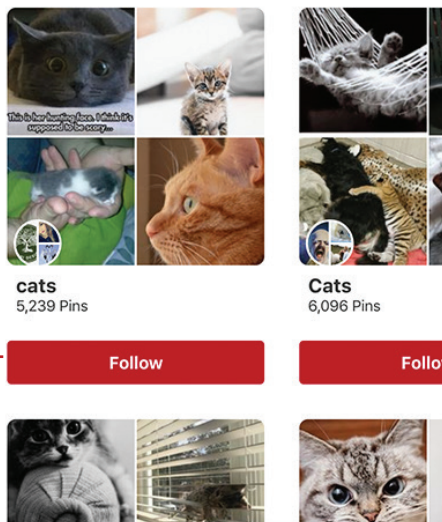 This is her hunting face. I think it's
supposed to be scary...
cats
5,239 Pins
Follow
Cats
6,096 Pins
Follow